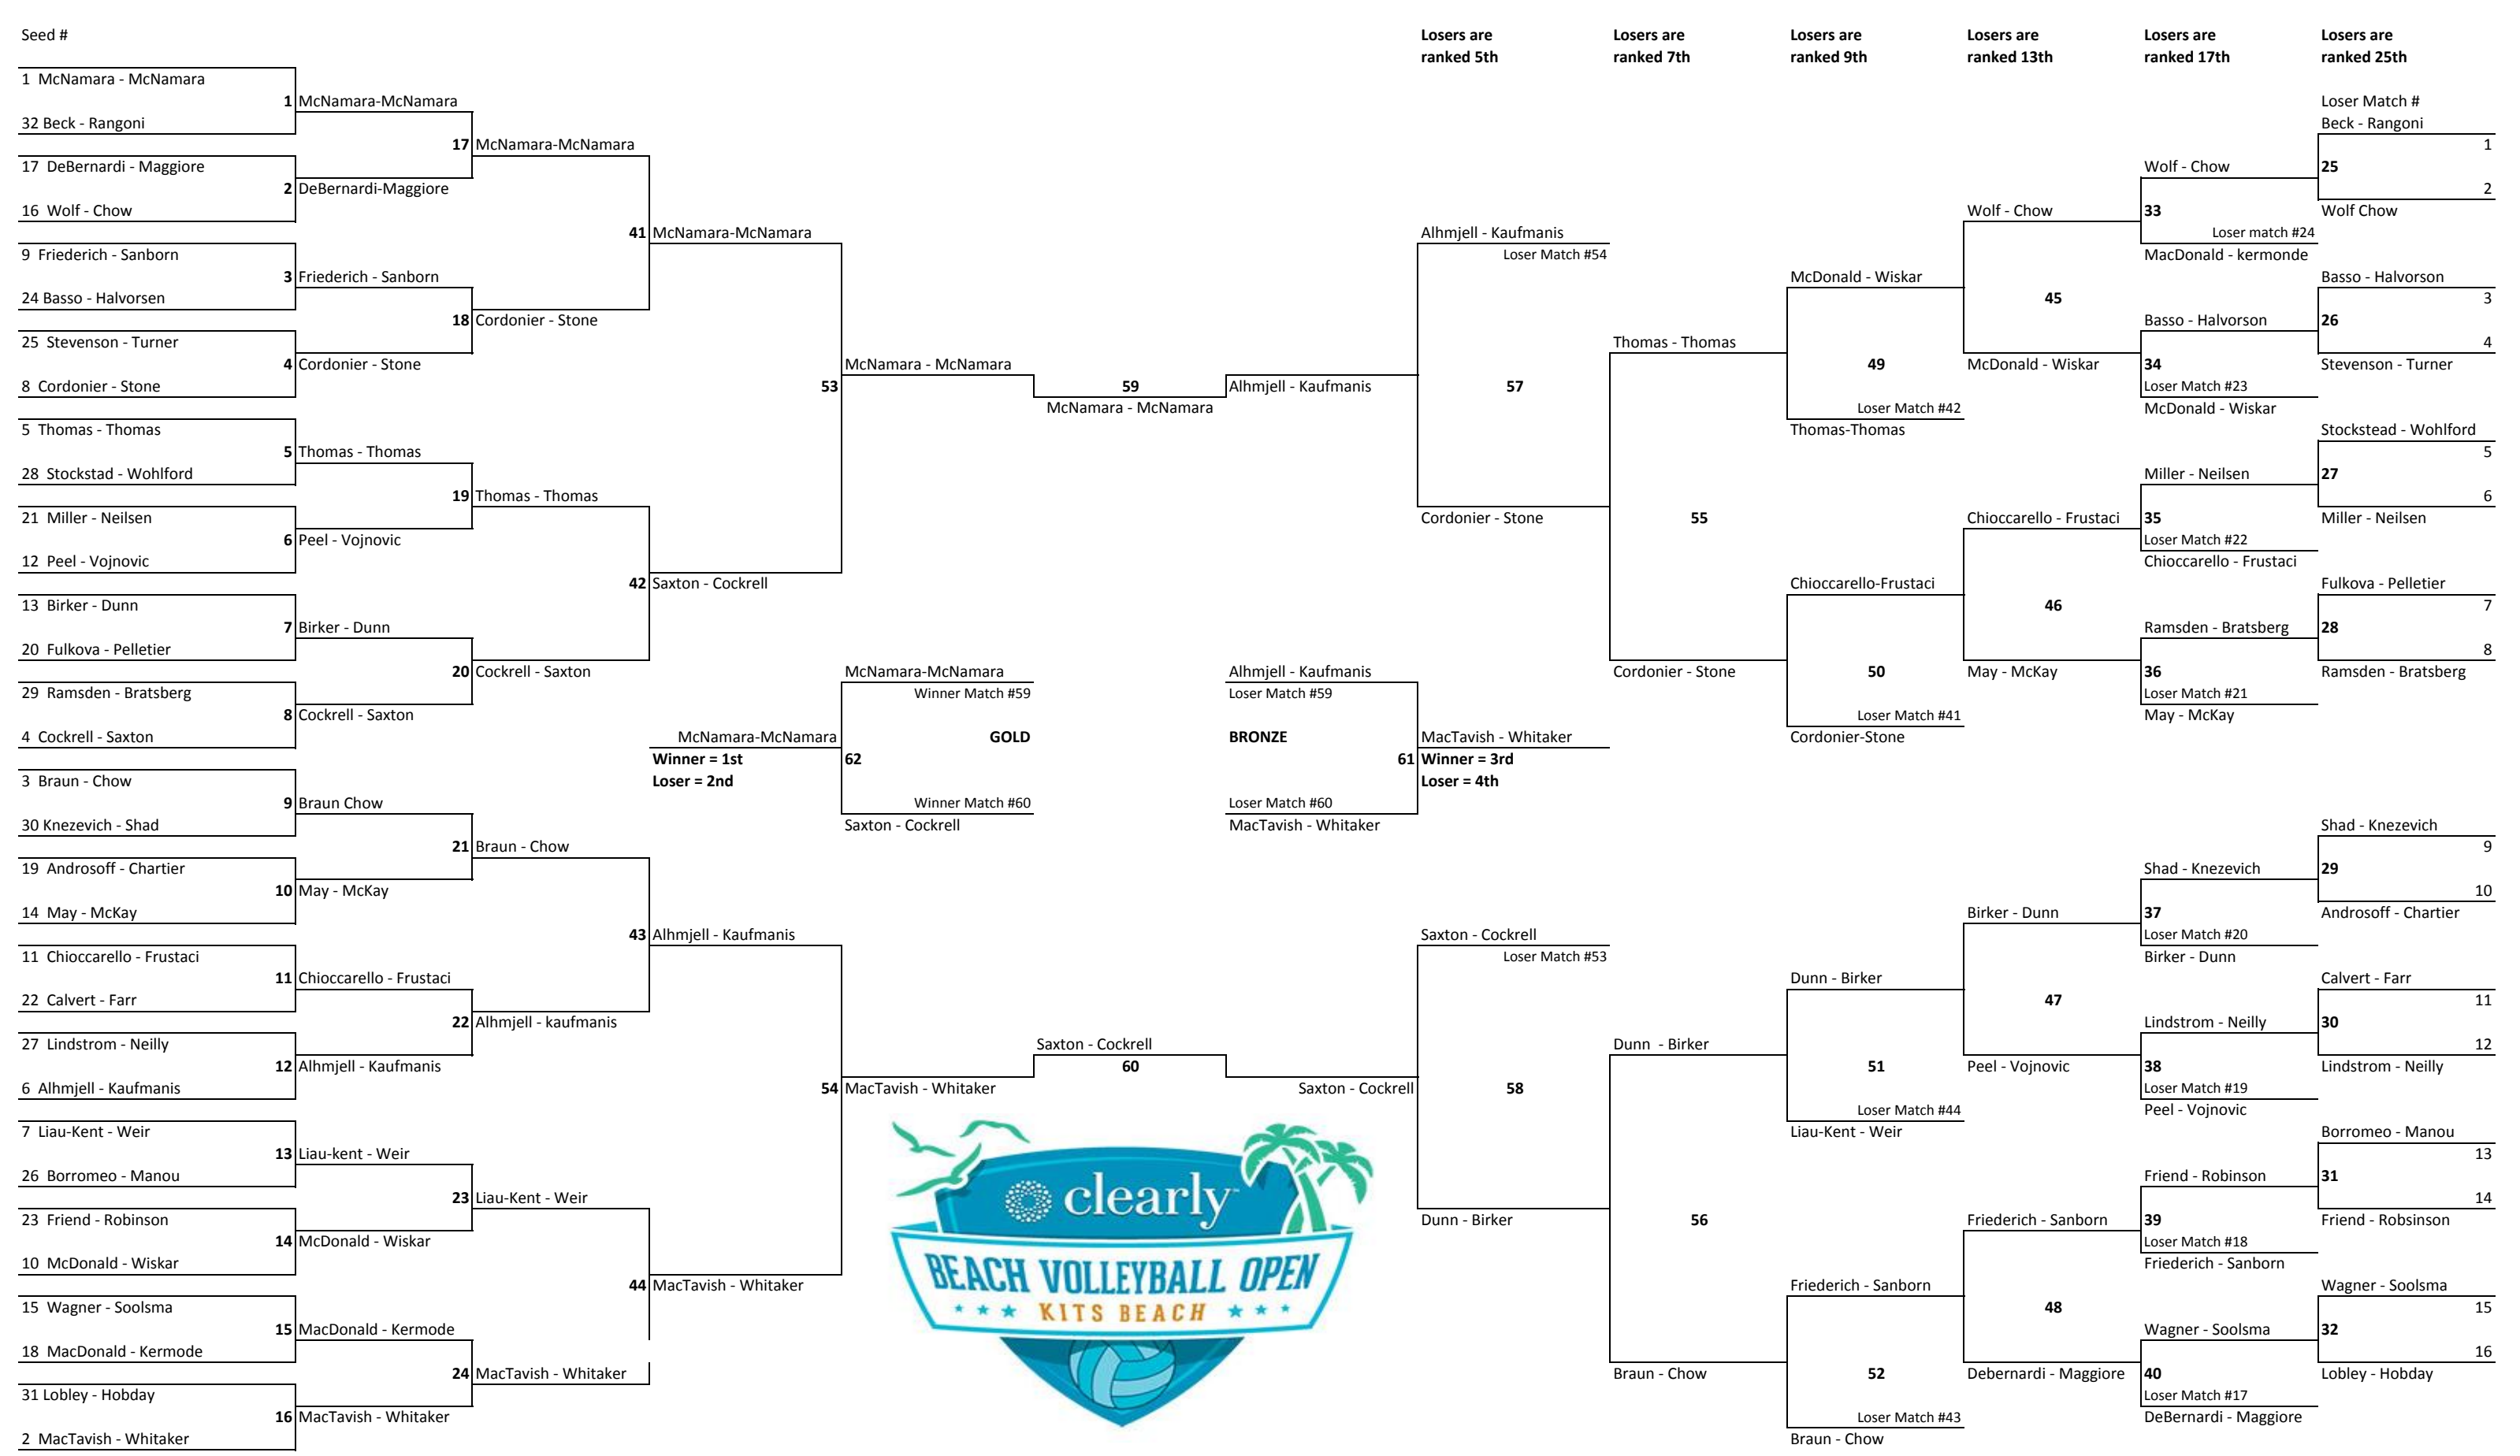 Seed #
Losers are
ranked 5th
Losers are
ranked 7th
Losers are
ranked 9th
Losers are
ranked 13th
Losers are
ranked 17th
Losers are
ranked 25th
1 McNamara - McNamara
32 Beck - Rangoni
17 DeBernardi - Maggiore
16 Wolf - Chow
9 Friederich - Sanborn
24 Basso - Halvorsen
25 Stevenson - Turner
8 Cordonier - Stone
5 Thomas - Thomas
28 Stockstad - Wohlford
21 Miller - Neilsen
12 Peel - Vojnovic
13 Birker - Dunn
20 Fulkova - Pelletier
29 Ramsden - Bratsberg
4 Cockrell - Saxton
3 Braun - Chow
30 Knezevich - Shad
19 Androsoff - Chartier
14 May - McKay
11 Chioccarello - Frustaci
22 Calvert - Farr
27 Lindstrom - Neilly
6 Alhmjell - Kaufmanis
7 Liau-Kent - Weir
26 Borromeo - Manou
23 Friend - Robinson
10 McDonald - Wiskar
15 Wagner - Soolsma
18 MacDonald - Kermode
31 Lobley - Hobday
2 MacTavish - Whitaker
1 McNamara-McNamara
2 DeBernardi-Maggiore
3 Friederich - Sanborn
4 Cordonier - Stone
5 Thomas - Thomas
6 Peel - Vojnovic
7 Birker - Dunn
8 Cockrell - Saxton
9 Braun Chow
10 May - McKay
11 Chioccarello - Frustaci
12 Alhmjell - Kaufmanis
13 Liau-kent - Weir
14 McDonald - Wiskar
15 MacDonald - Kermode
16 MacTavish - Whitaker
17 McNamara-McNamara
18 Cordonier - Stone
19 Thomas - Thomas
20 Cockrell - Saxton
21 Braun - Chow
22 Alhmjell - kaufmanis
23 Liau-Kent - Weir
24 MacTavish - Whitaker
41 McNamara-McNamara
42 Saxton - Cockrell
43 Alhmjell - Kaufmanis
44 MacTavish - Whitaker
53
McNamara - McNamara
54 MacTavish - Whitaker
59
McNamara - McNamara
Alhmjell - Kaufmanis
Saxton - Cockrell
60
Saxton - Cockrell
McNamara-McNamara
Winner Match #59
McNamara-McNamara
GOLD
Winner = 1st
62
Loser = 2nd
Winner Match #60
Saxton - Cockrell
Alhmjell - Kaufmanis
Loser Match #59
BRONZE
MacTavish - Whitaker
61 Winner = 3rd
Loser = 4th
Loser Match #60
MacTavish - Whitaker
clearly
BEACH VOLLEYBALL OPEN
KITS BEACH
Alhmjell - Kaufmanis
Loser Match #54
57
Cordonier - Stone
Saxton - Cockrell
Loser Match #53
58
Dunn - Birker
Thomas - Thomas
55
Cordonier - Stone
Dunn - Birker
56
Braun - Chow
McDonald - Wiskar
49
Loser Match #42
Thomas-Thomas
Chioccarello-Frustaci
50
Loser Match #41
Cordonier-Stone
Dunn - Birker
51
Loser Match #44
Liau-Kent - Weir
Friederich - Sanborn
52
Loser Match #43
Braun - Chow
Wolf - Chow
45
McDonald - Wiskar
Chioccarello - Frustaci
46
May - McKay
Birker - Dunn
47
Peel - Vojnovic
Friederich - Sanborn
48
Debernardi - Maggiore
Wolf - Chow
33
Loser match #24
MacDonald - kermonde
Basso - Halvorson
34
Loser Match #23
McDonald - Wiskar
Miller - Neilsen
35
Loser Match #22
Chioccarello - Frustaci
Ramsden - Bratsberg
36
Loser Match #21
May - McKay
Shad - Knezevich
37
Loser Match #20
Birker - Dunn
Lindstrom - Neilly
38
Loser Match #19
Peel - Vojnovic
Friend - Robinson
39
Loser Match #18
Friederich - Sanborn
Wagner - Soolsma
40
Loser Match #17
DeBernardi - Maggiore
Loser Match #
Beck - Rangoni
1
25
2
Wolf Chow
Basso - Halvorson
3
26
4
Stevenson - Turner
Stockstead - Wohlford
5
27
6
Miller - Neilsen
Fulkova - Pelletier
7
28
8
Ramsden - Bratsberg
Shad - Knezevich
9
29
10
Androsoff - Chartier
Calvert - Farr
11
30
12
Lindstrom - Neilly
Borromeo - Manou
13
31
14
Friend - Robsinson
Wagner - Soolsma
15
32
16
Lobley - Hobday